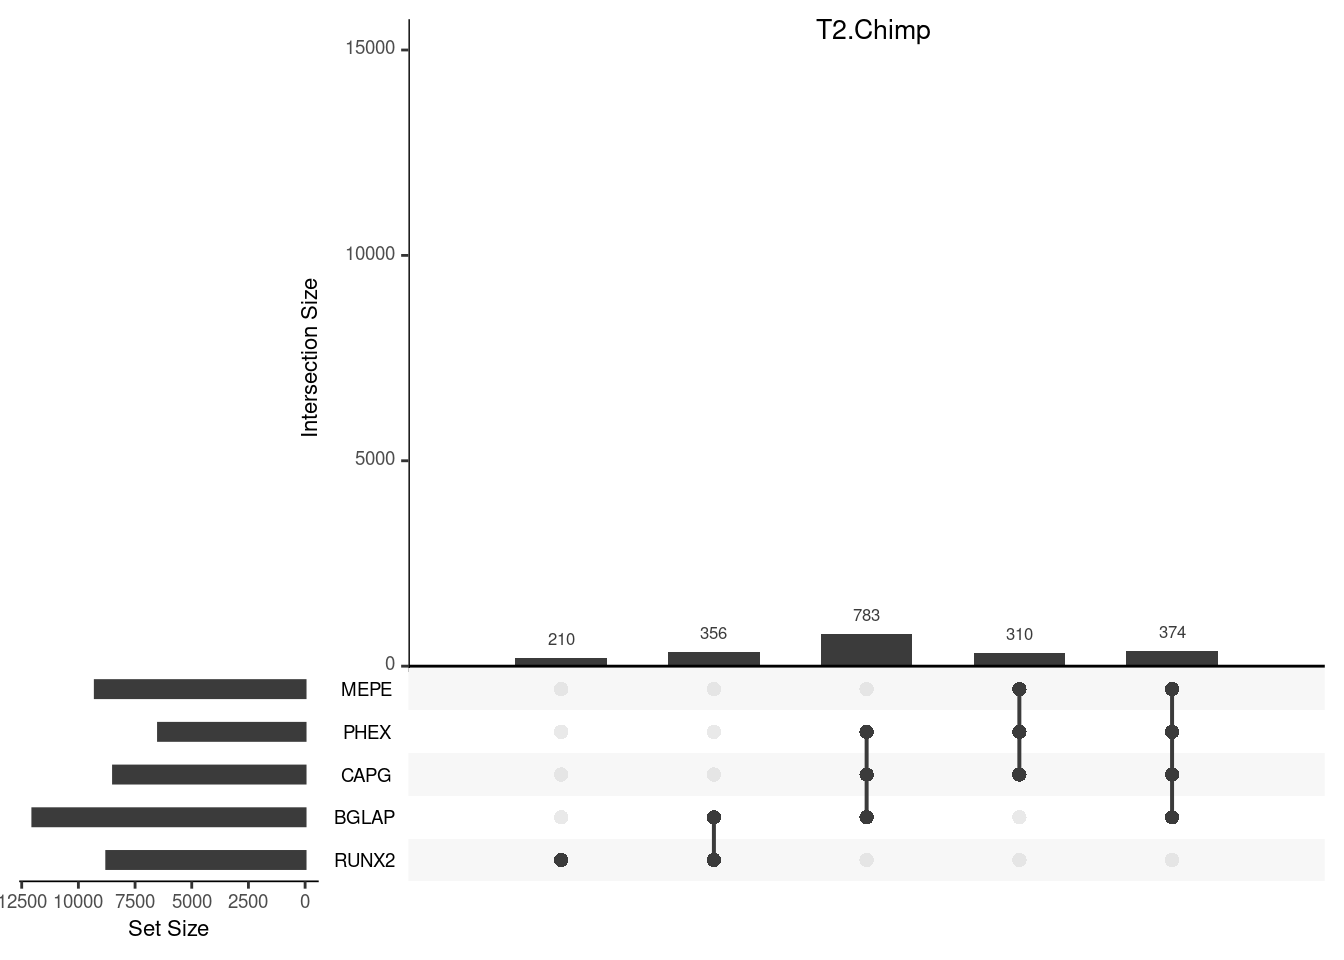 T2.Chimp
15000
10000
5000
0
Intersection Size
210
356
783
310
374
MEPE
PHEX
CAPG
BGLAP
RUNX2
12500 10000 7500 5000 2500 0
Set Size